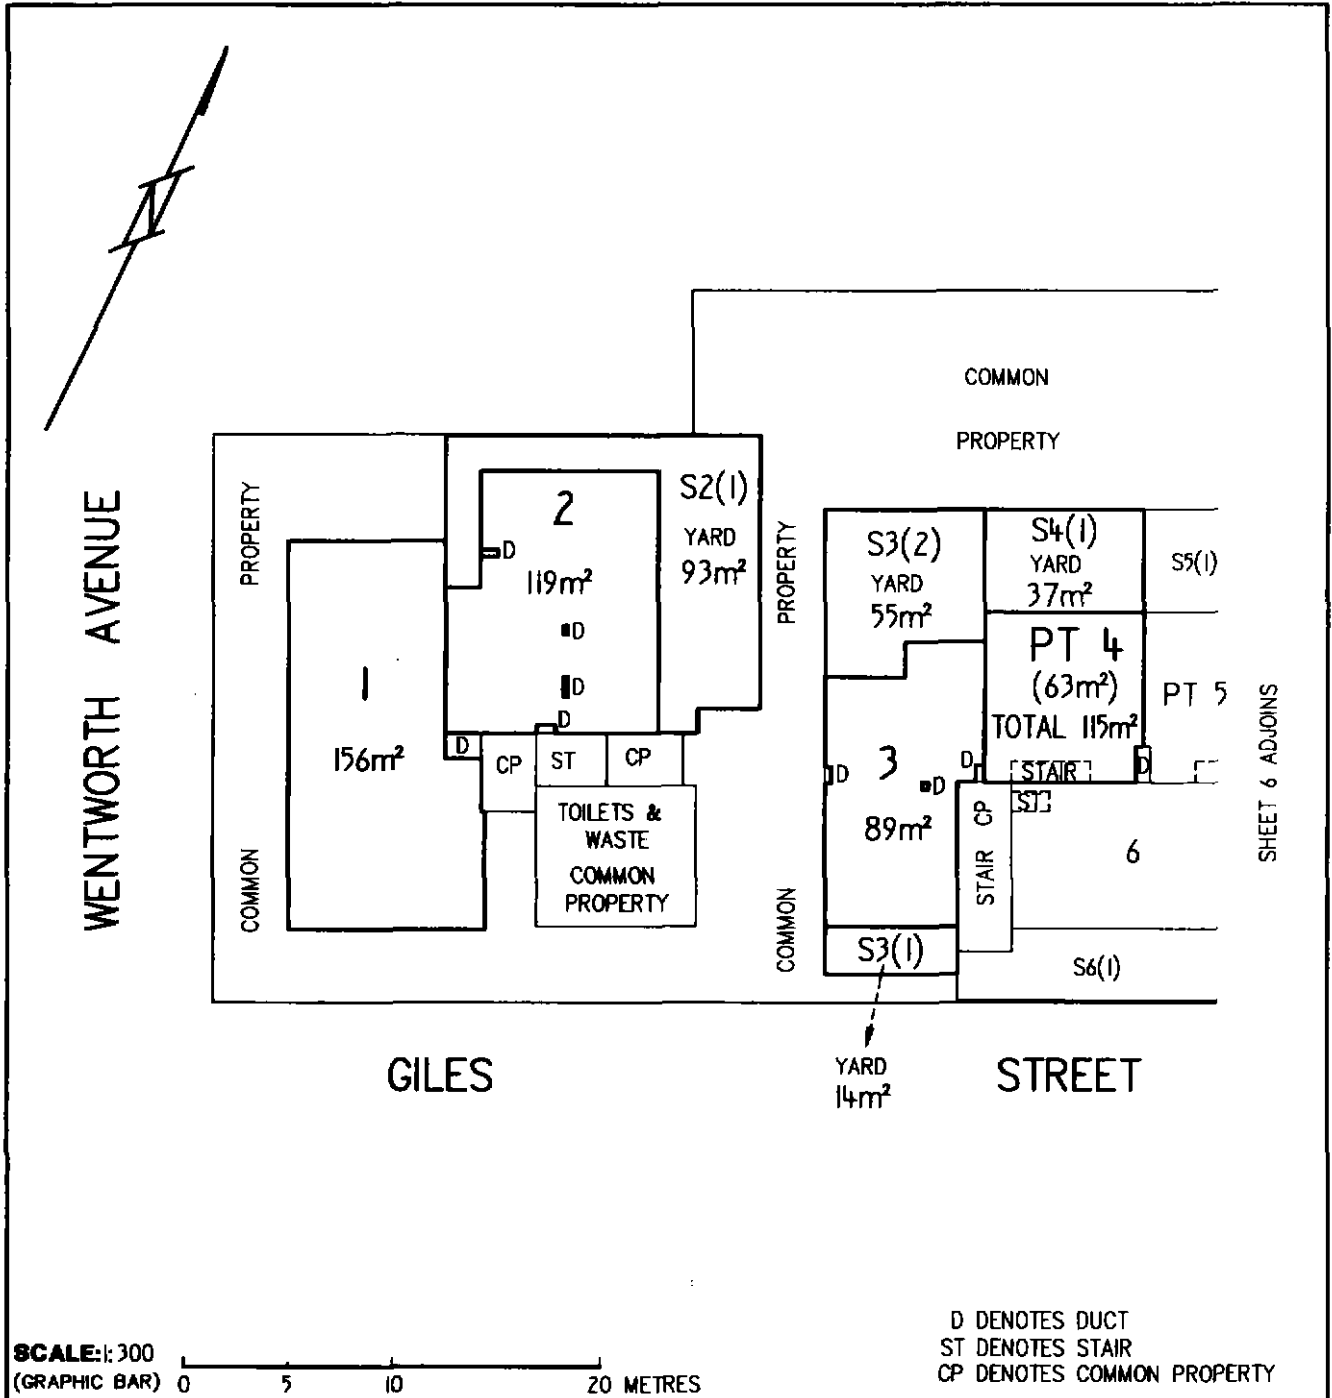 N
COMMON
PROPERTY
WENTWORTH AVENUE
PROPERTY
COMMON
1
156m²
2
D
119m²
D
D
D
D
S2(1)
YARD
93m²
CP
ST
CP
TOILETS &
WASTE
COMMON
PROPERTY
PROPERTY
COMMON
S3(2)
YARD
55m²
S4(1)
YARD
37m²
S5(1)
PT 4
(63m²)
TOTAL 115m²
PT 5
3
D
D
D
D
89m²
STAIR
ST
STAIR CP
6
S3(1)
S6(1)
SHEET 6 ADJOINS
GILES STREET
YARD
14m²
D DENOTES DUCT
ST DENOTES STAIR
CP DENOTES COMMON PROPERTY
SCALE:1:300
(GRAPHIC BAR) 0 5 10 20 METRES